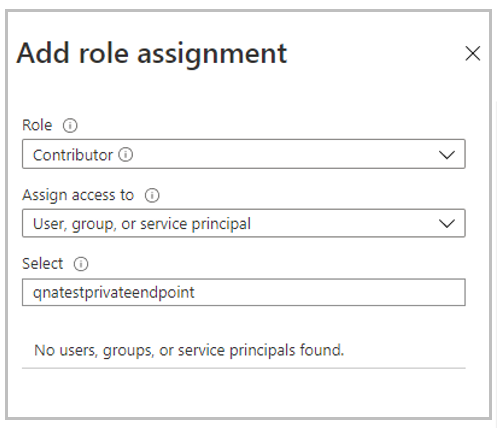 Add role assignment
Role
Contributor
Assign access to
User, group, or service principal
Select
qnatestprivateendpoint
No users, groups, or service principals found.